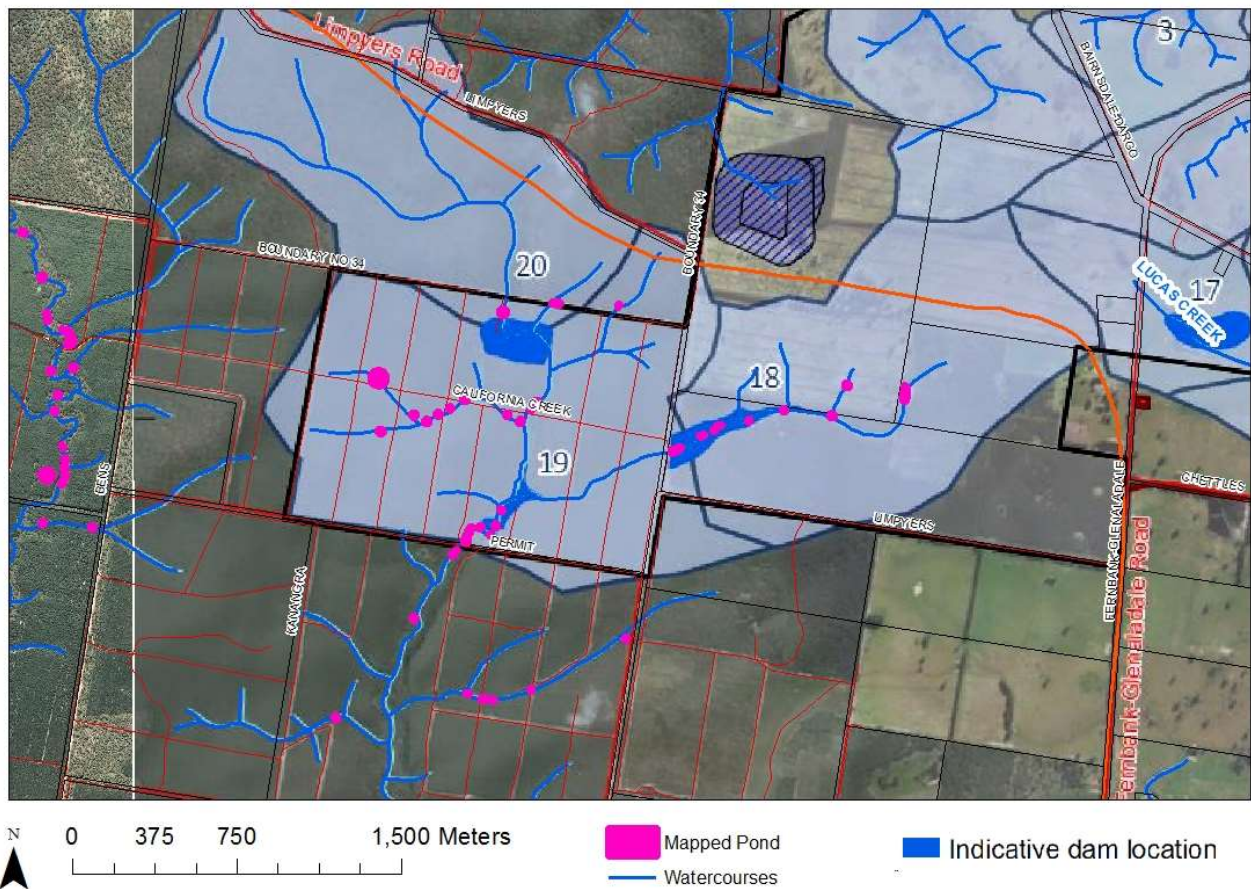 Limpyers Road
LIMPYERS
3
BAIRNSDALE-DARGO
BOUNDARY 34
BOUNDARY NO 34
20
17
LUCAS CREEK
18
CALIFORNIA CREEK
19
GENS
CHETTLES
LIMPYERS
PERMIT
FERNBANK-GLENALADALE
KANANGRA
Fernbank-Glenaladale Road
N
0 375 750 1,500 Meters
Mapped Pond
Watercourses
Indicative dam location